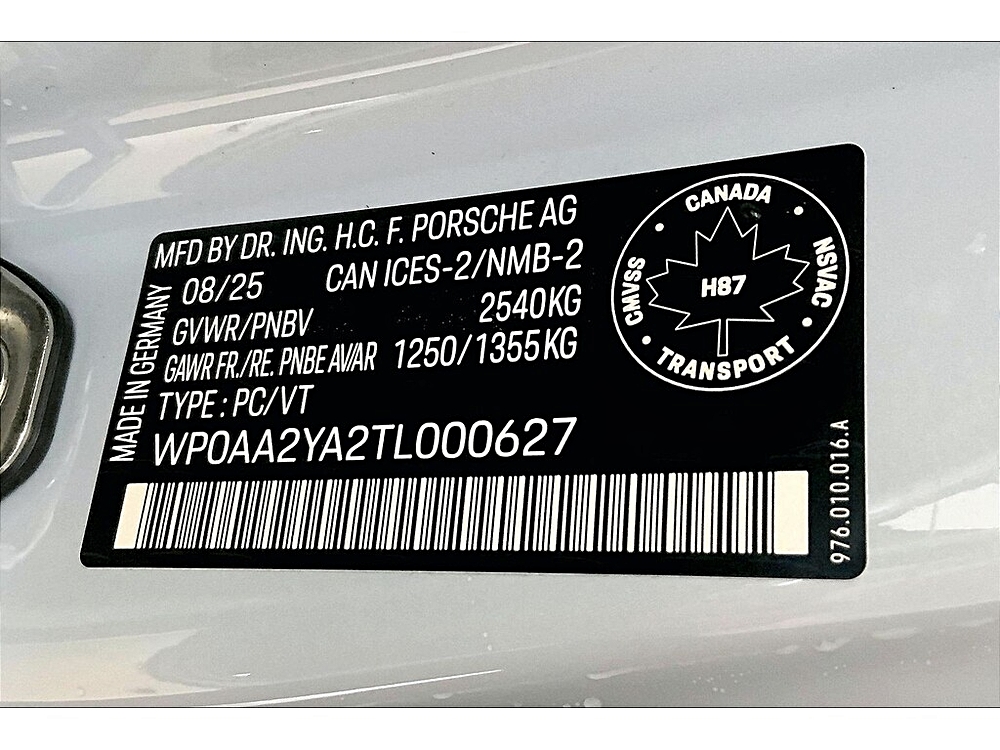 MFD BY DR. ING. H.C. F. PORSCHE AG
08/25 CAN ICES-2/NMB-2
GVWR/PNBV 2540KG
GAWR FR./RE. PNBE AV/AR 1250/1355KG
TYPE : PC/VT
WP0AA2YA2TL000627
MADE IN GERMANY
CANADA
CMVSS
NSVAC
H87
TRANSPORT
976.010.016.A